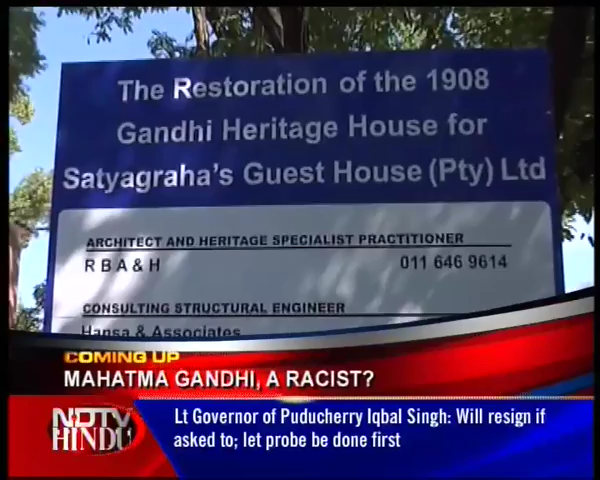 The Restoration of the 1908
Gandhi Heritage House for
Satyagraha's Guest House (Pty) Ltd
ARCHITECT AND HERITAGE SPECIALIST PRACTITIONER
R B A & H 011 646 9614
CONSULTING STRUCTURAL ENGINEER
Hansa & Associates
COMING UP
MAHATMA GANDHI, A RACIST?
NDTV
HINDU
Lt Governor of Puducherry Iqbal Singh: Will resign if
asked to; let probe be done first